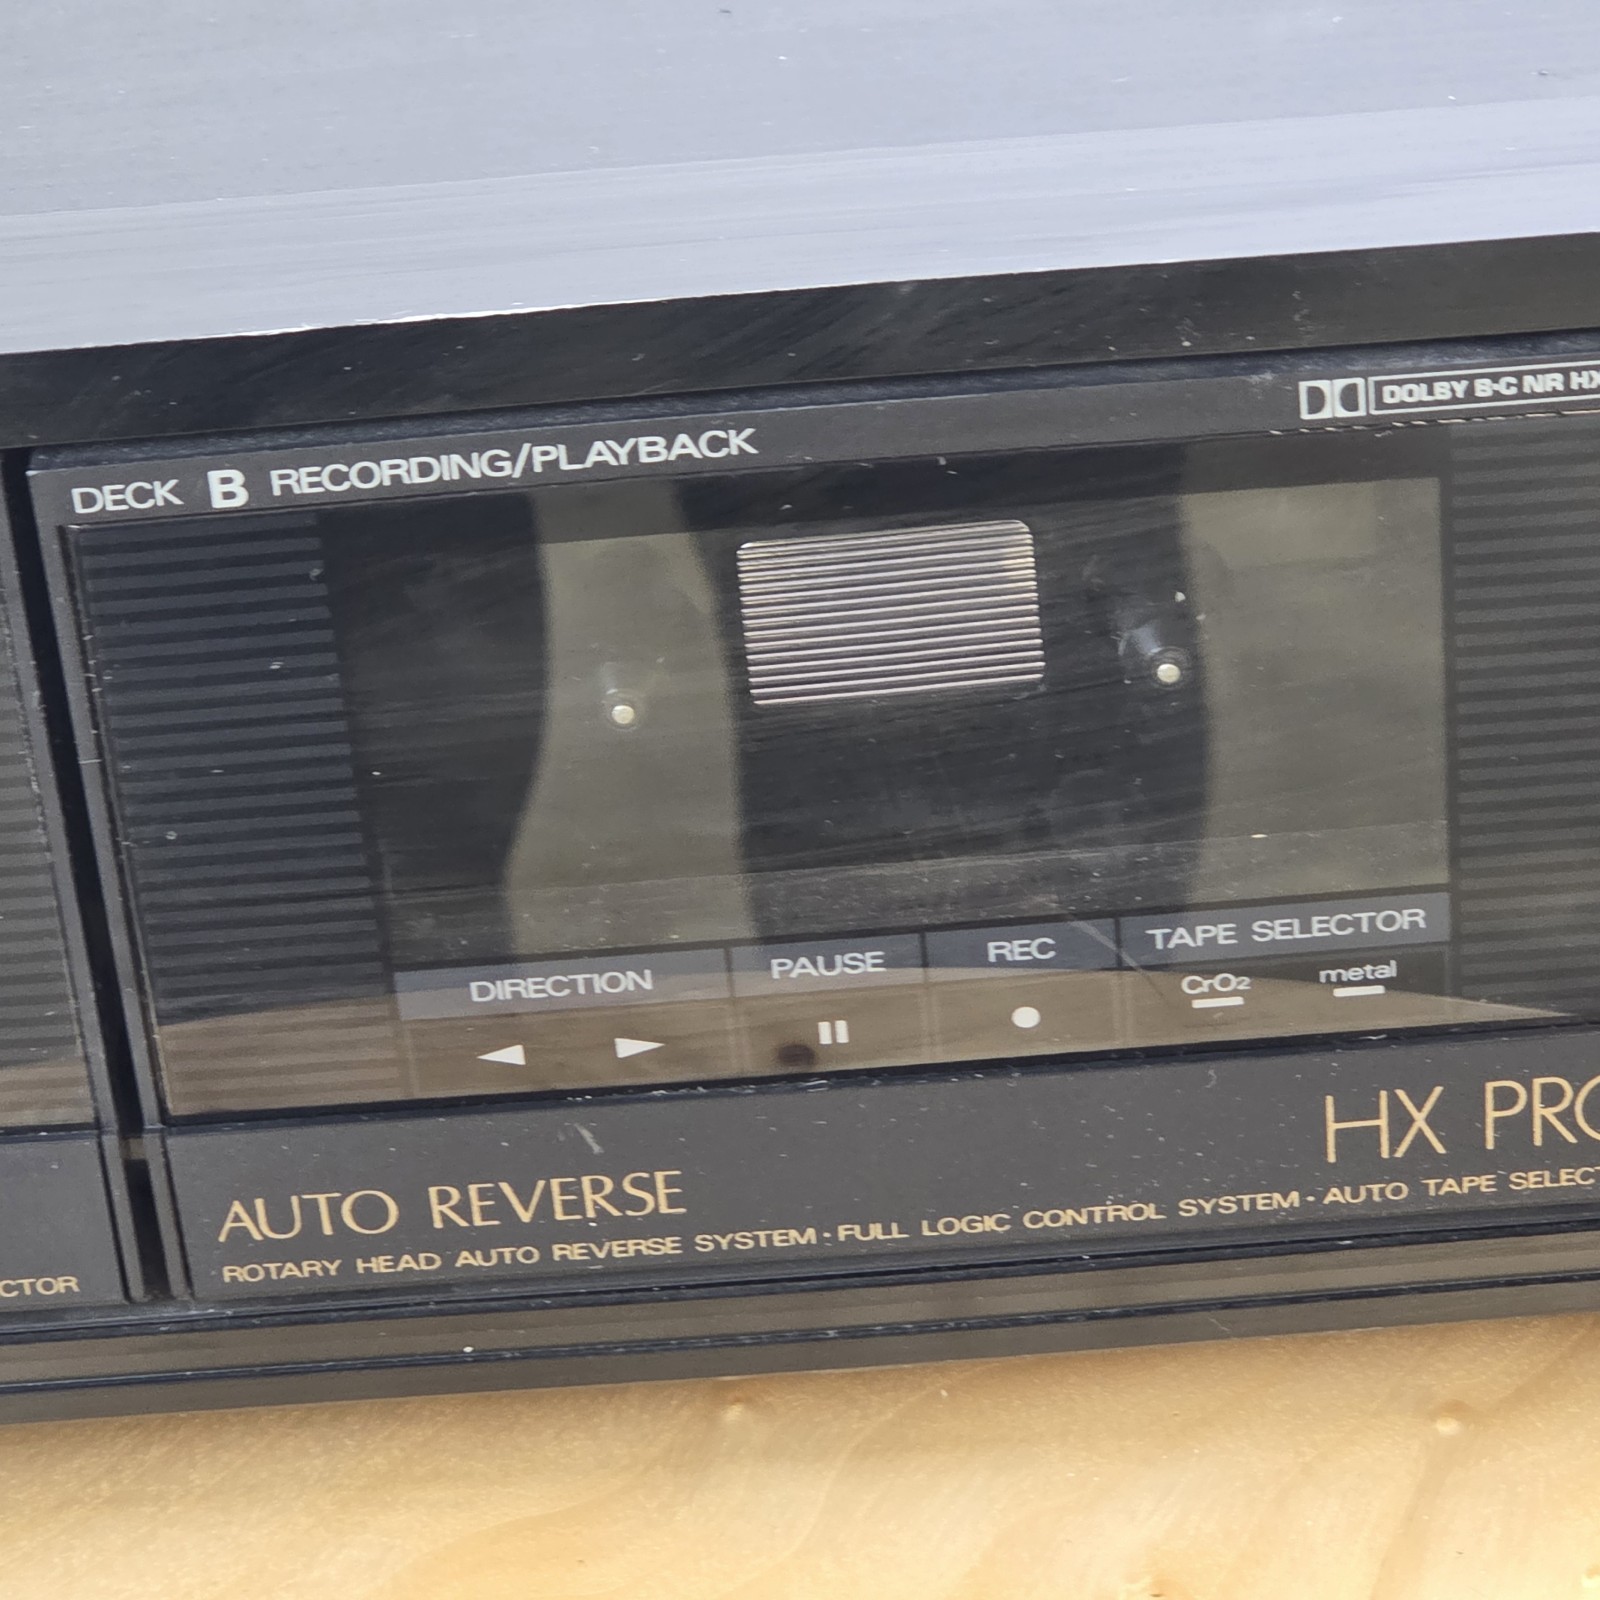 DOLBY B·C NR HX
DECK B RECORDING/PLAYBACK
DIRECTION PAUSE REC TAPE SELECTOR
CrO2 metal
HX PRO
AUTO REVERSE
ROTARY HEAD AUTO REVERSE SYSTEM · FULL LOGIC CONTROL SYSTEM · AUTO TAPE SELECT
CTOR